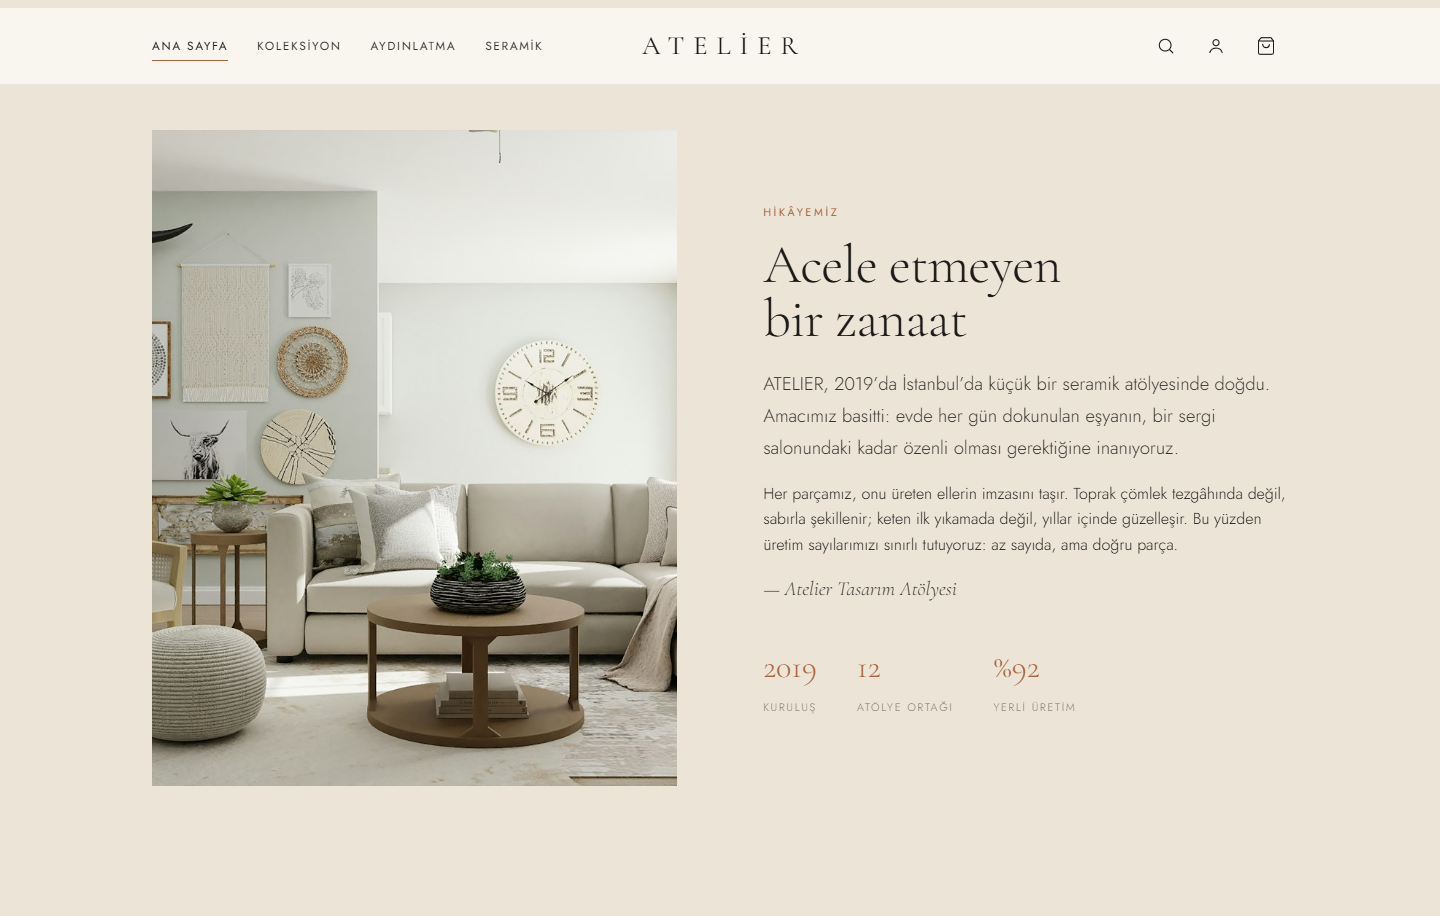 ANA SAYFA KOLEKSİYON AYDINLATMA SERAMİK
ATELİER
HİKÂYEMİZ
Acele etmeyen
bir zanaat
ATELIER, 2019’da İstanbul’da küçük bir seramik atölyesinde doğdu.
Amacımız basitti: evde her gün dokunulan eşyanın, bir sergi
salonundaki kadar özenli olması gerektiğine inanıyoruz.
Her parçamız, onu üreten ellerin imzasını taşır. Toprak çömlek tezgâhında değil,
sabırla şekillenir; keten ilk yıkamada değil, yıllar içinde güzelleşir. Bu yüzden
üretim sayılarımızı sınırlı tutuyoruz: az sayıda, ama doğru parça.
— Atelier Tasarım Atölyesi
2019 12 %92
KURULUŞ ATÖLYE ORTAĞI YERLİ ÜRETİM
12
3
6
9